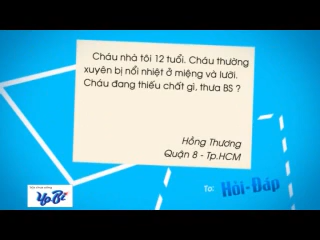 Cháu nhà tôi 12 tuổi. Cháu thường
xuyên bị nổi nhiệt ở miệng và lưỡi.
Cháu đang thiếu chất gì, thưa BS ?
Hồng Thương
Quận 8 - Tp.HCM
To: Hỏi-Đáp